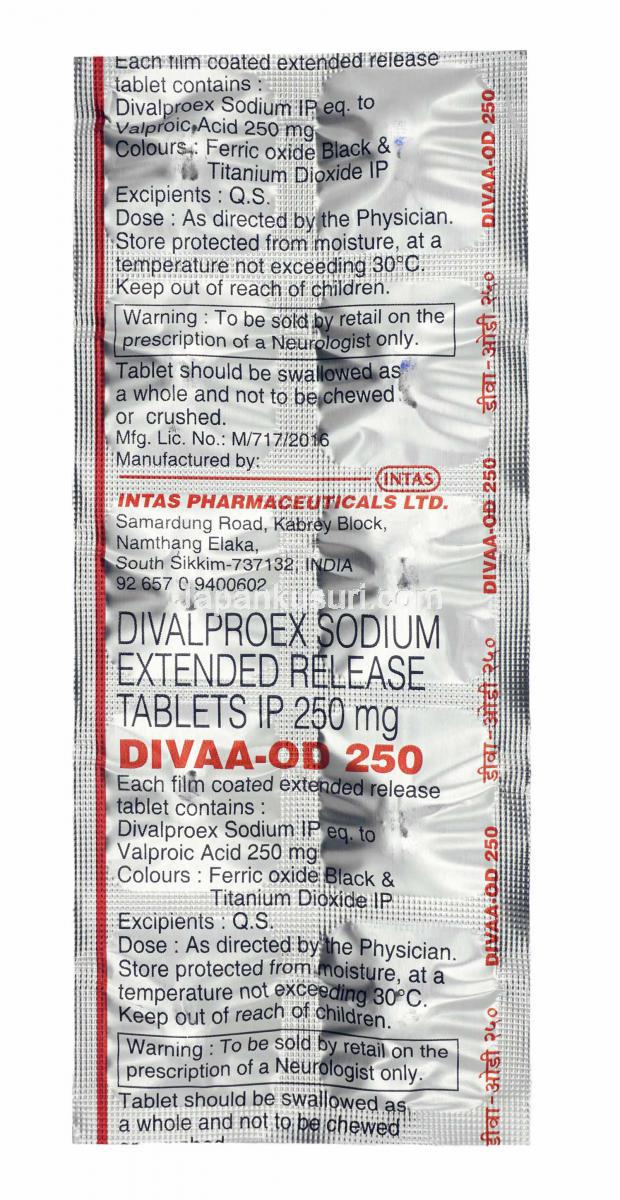 Each film coated extended release
tablet contains :
Divalproex Sodium IP eq. to
Valproic Acid 250 mg
Colours : Ferric oxide Black &
Titanium Dioxide IP
Excipients : Q.S.
Dose : As directed by the Physician.
Store protected from moisture, at a
temperature not exceeding 30°C.
Keep out of reach of children.
Warning : To be sold by retail on the
prescription of a Neurologist only.
Tablet should be swallowed as
a whole and not to be chewed
or crushed.
Mfg. Lic. No.: M/717/2016
Manufactured by:
INTAS
INTAS PHARMACEUTICALS LTD.
Samardung Road, Kabrey Block,
Namthang Elaka,
South Sikkim-737132, INDIA
92 657 0 9400602
Japankusuri.com
DIVALPROEX SODIUM
EXTENDED RELEASE
TABLETS IP 250 mg
DIVAA-OD 250
Each film coated extended release
tablet contains :
Divalproex Sodium IP eq. to
Valproic Acid 250 mg
Colours : Ferric oxide Black &
Titanium Dioxide IP
Excipients : Q.S.
Dose : As directed by the Physician.
Store protected from moisture, at a
temperature not exceeding 30°C.
Keep out of reach of children.
Warning : To be sold by retail on the
prescription of a Neurologist only.
Tablet should be swallowed as
a whole and not to be chewed
or crushed
DIVAA-OD 250
डीवा-ओडी २५०
DIVAA-OD 250
डीवा-ओडी २५०
DIVAA-OD 250
डीवा-ओडी २५०